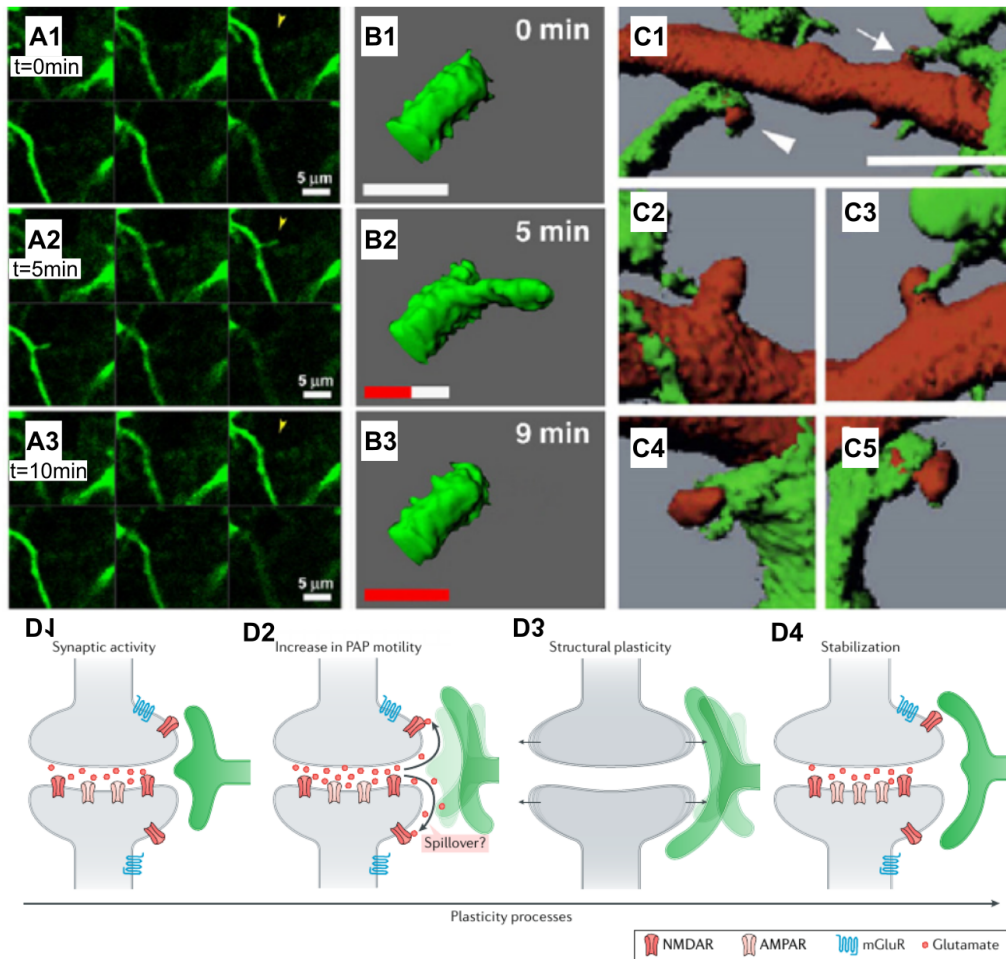 A1
t=0min
5 µm
A2
t=5min
5 µm
A3
t=10min
5 µm
B1
0 min
B2
5 min
B3
9 min
C1
C2
C3
C4
C5
D1
Synaptic activity
D2
Increase in PAP motility
Spillover?
D3
Structural plasticity
D4
Stabilization
Plasticity processes
NMDAR AMPAR mGluR Glutamate